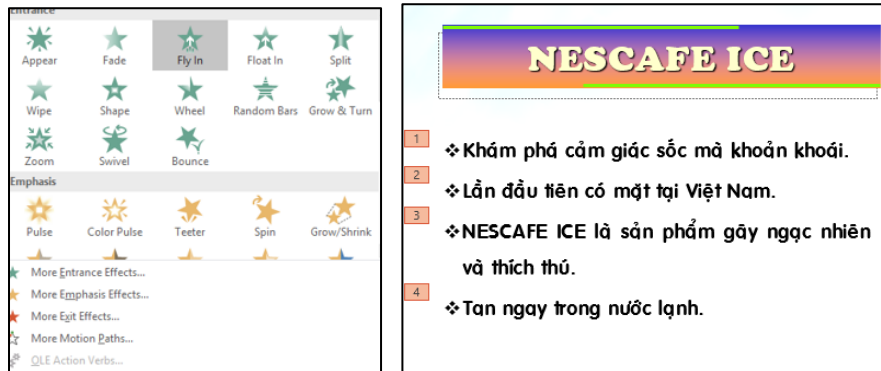 Entrance
Appear Fade Fly In Float In Split
Wipe Shape Wheel Random Bars Grow & Turn
Zoom Swivel Bounce
Emphasis
Pulse Color Pulse Teeter Spin Grow/Shrink
More Entrance Effects...
More Emphasis Effects...
More Exit Effects...
More Motion Paths...
OLE Action Verbs...
NESCAFE ICE
1
❖Khám phá cảm giác sốc mà khoản khoái.
2
❖Lần đầu tiên có mặt tại Việt Nam.
3
❖NESCAFE ICE là sản phẩm gây ngạc nhiên
và thích thú.
4
❖Tan ngay trong nước lạnh.